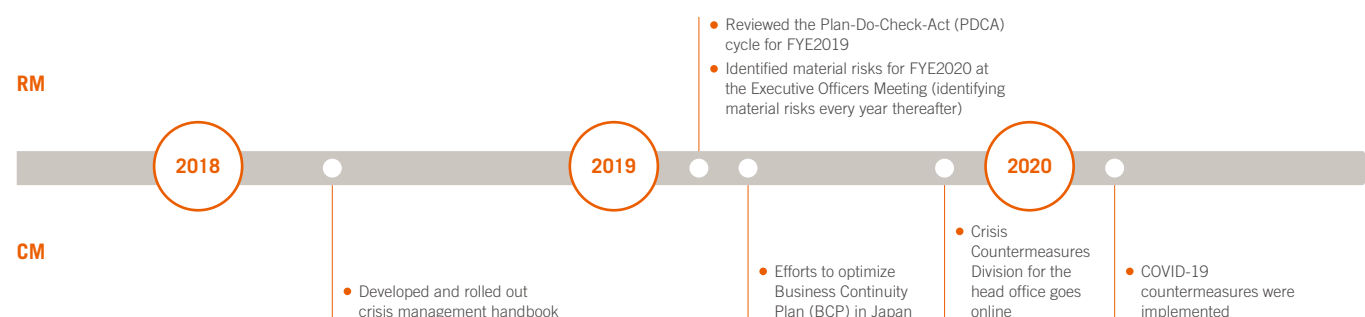 ● Reviewed the Plan-Do-Check-Act (PDCA)
cycle for FYE2019
● Identified material risks for FYE2020 at
the Executive Officers Meeting (identifying
material risks every year thereafter)
RM
2018
2019
2020
CM
● Developed and rolled out
crisis management handbook
● Efforts to optimize
Business Continuity
Plan (BCP) in Japan
● Crisis
Countermeasures
Division for the
head office goes
online
● COVID-19
countermeasures were
implemented